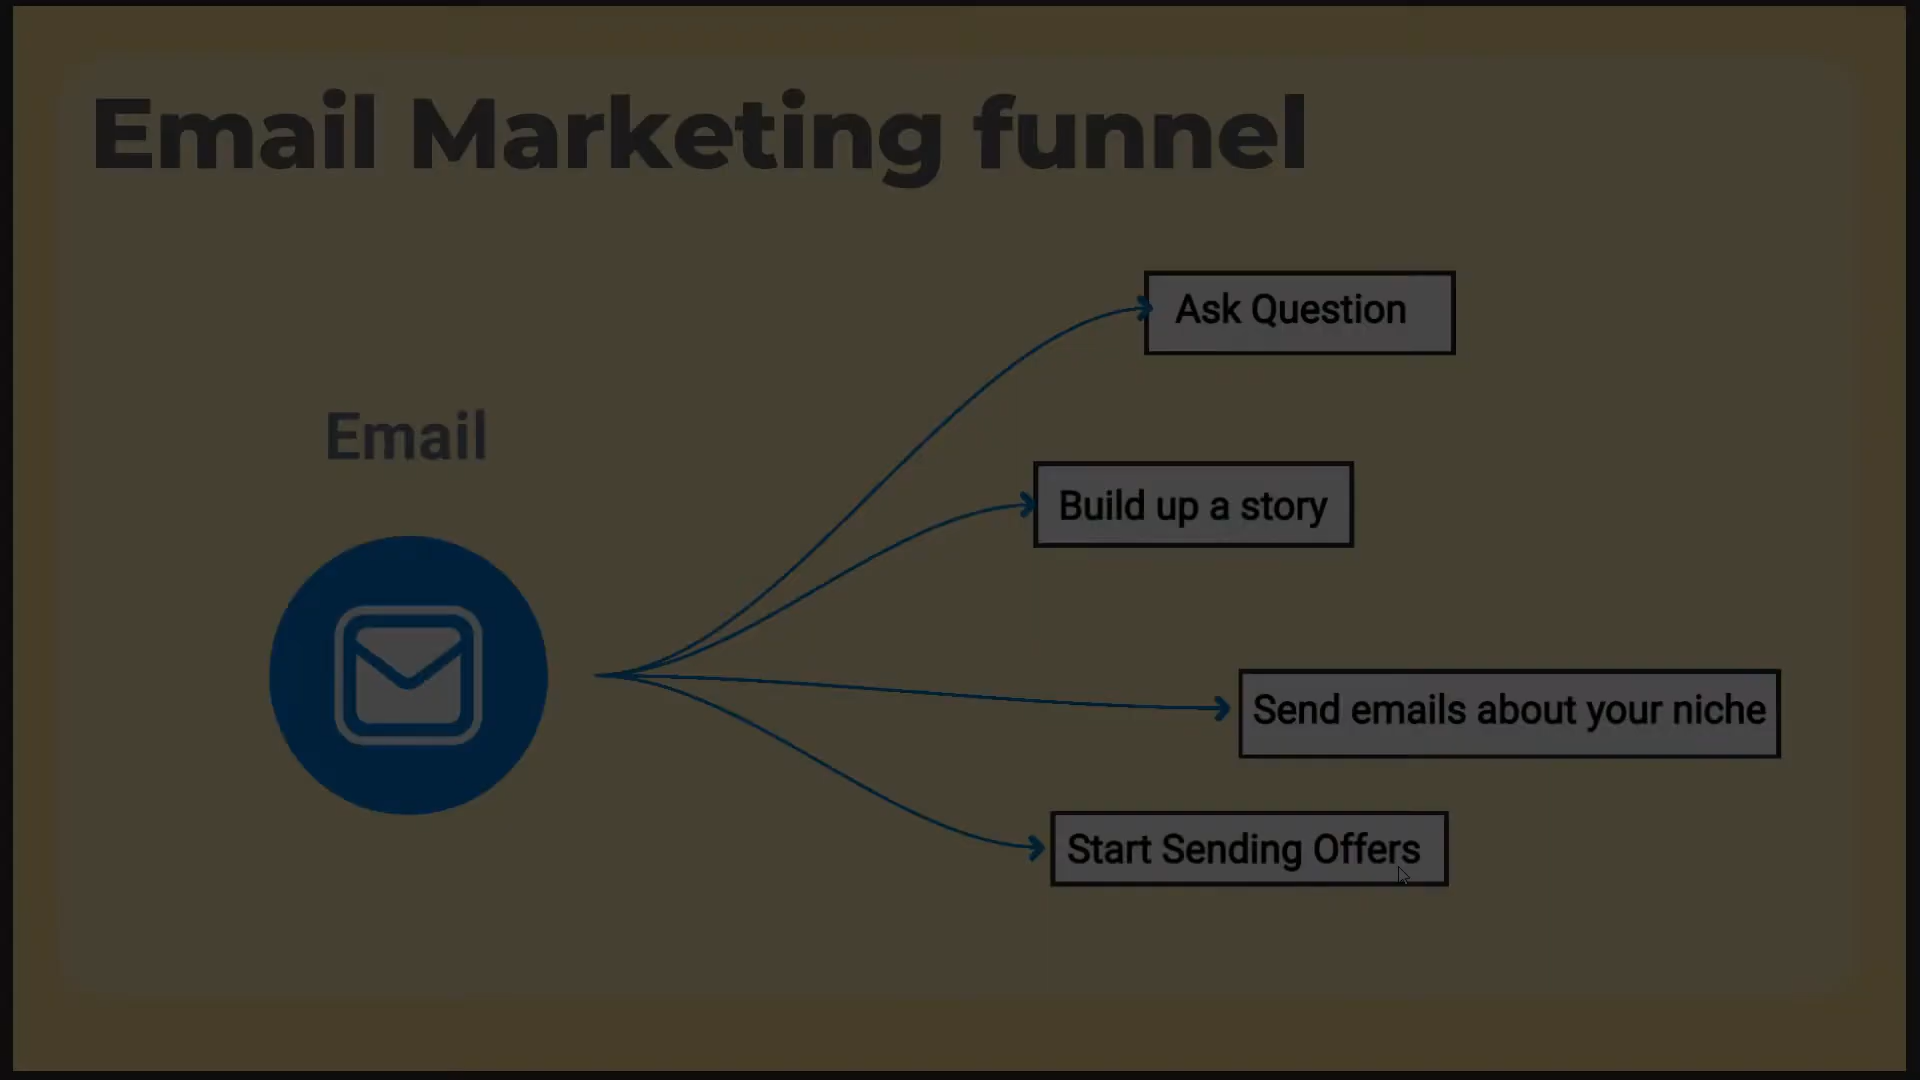 Email Marketing funnel
Ask Question
Email
Build up a story
Send emails about your niche
Start Sending Offers